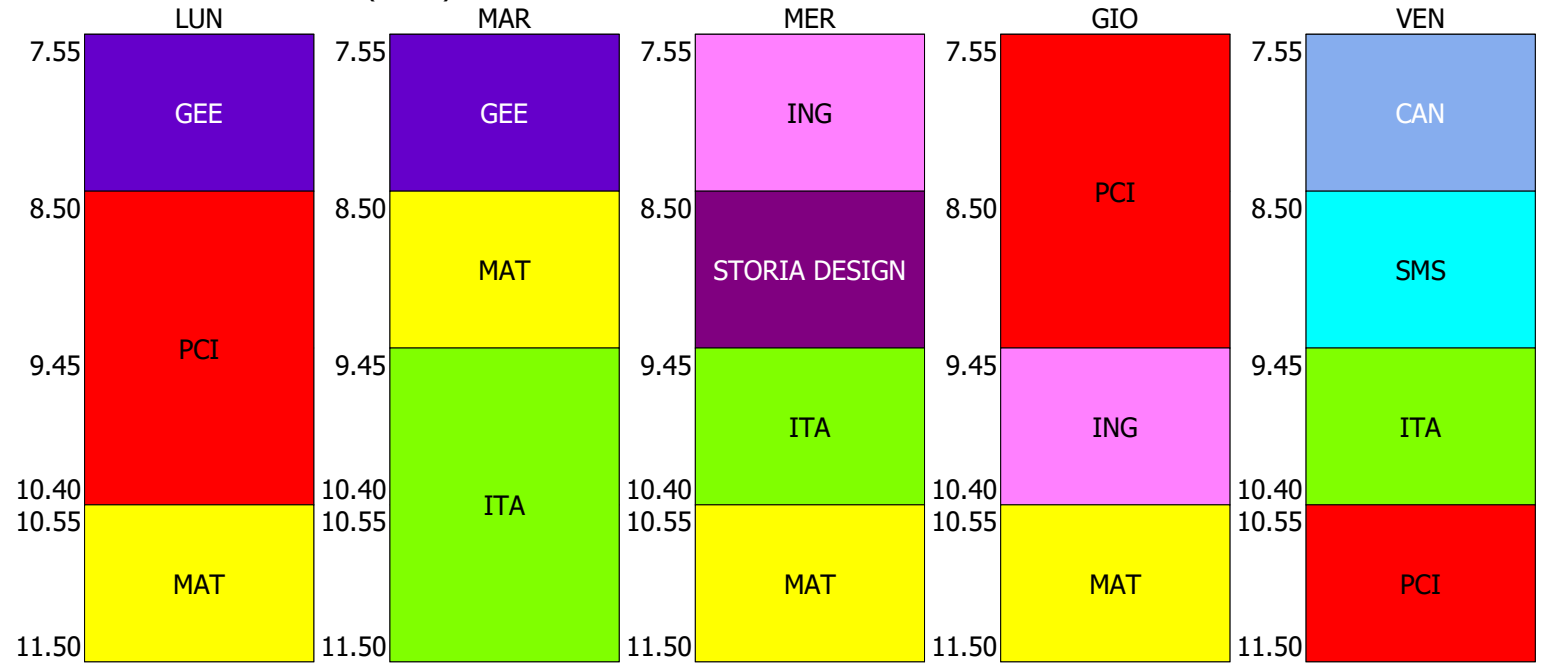 LUN MAR MER GIO VEN
7.55 7.55 7.55 7.55 7.55
GEE GEE ING CAN
PCI
8.50 8.50 8.50 8.50 8.50
MAT STORIA DESIGN SMS
PCI
9.45 9.45 9.45 9.45 9.45
ITA ING ITA
10.40 10.40 10.40 10.40 10.40
ITA
10.55 10.55 10.55 10.55 10.55
MAT MAT MAT PCI
11.50 11.50 11.50 11.50 11.50